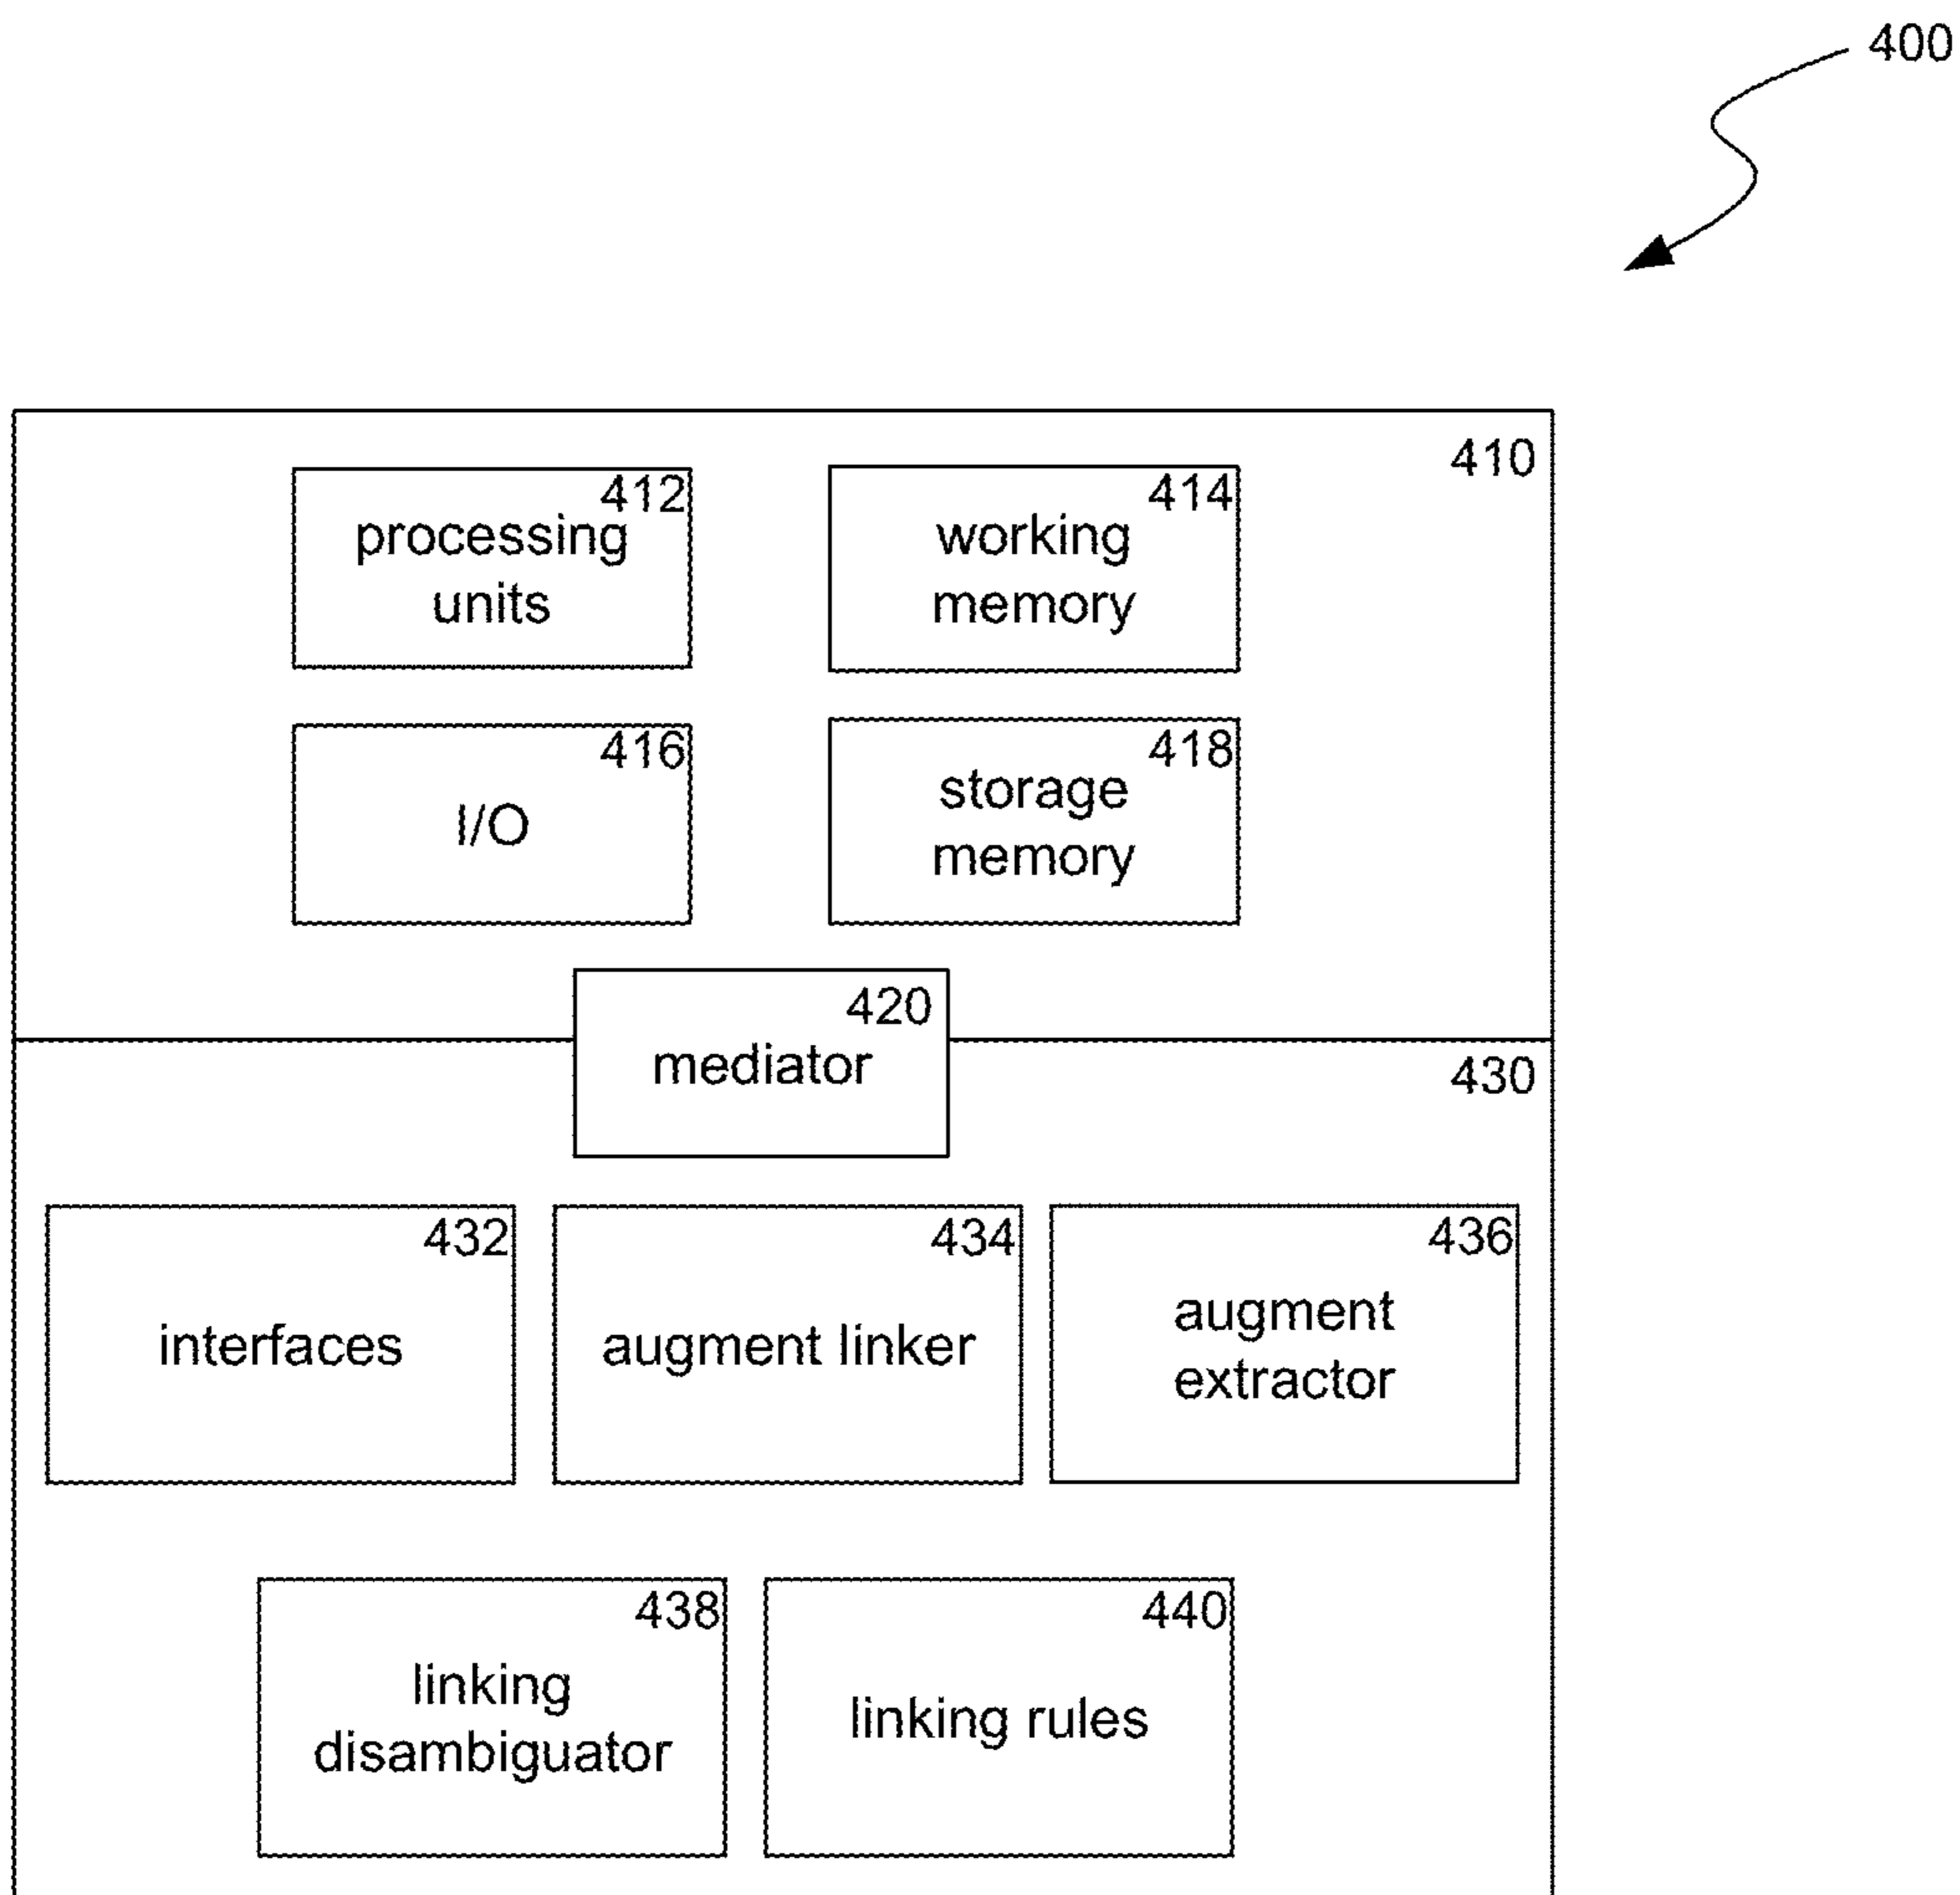 400
410
412
processing
units
414
working
memory
416
I/O
418
storage
memory
420
mediator
430
432
interfaces
434
augment linker
436
augment
extractor
438
linking
disambiguator
440
linking rules